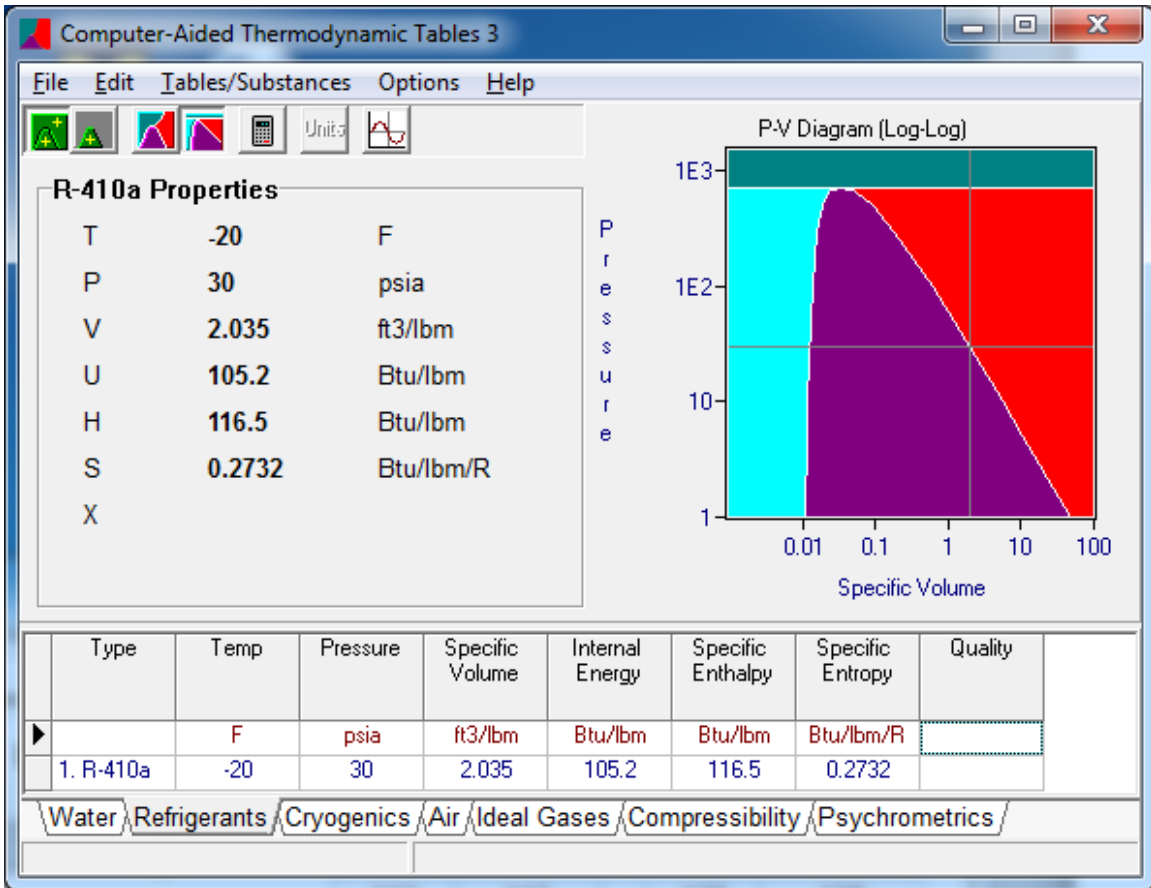 Computer-Aided Thermodynamic Tables 3
File Edit Tables/Substances Options Help
Units
R-410a Properties
T -20 F
P 30 psia
V 2.035 ft3/lbm
U 105.2 Btu/lbm
H 116.5 Btu/lbm
S 0.2732 Btu/lbm/R
X
P-V Diagram (Log-Log)
Pressure
1E3
1E2
10
1
0.01 0.1 1 10 100
Specific Volume
Type Temp Pressure Specific Volume Internal Energy Specific Enthalpy Specific Entropy Quality
F psia ft3/lbm Btu/lbm Btu/lbm Btu/lbm/R
1. R-410a -20 30 2.035 105.2 116.5 0.2732
Water Refrigerants Cryogenics Air Ideal Gases Compressibility Psychrometrics